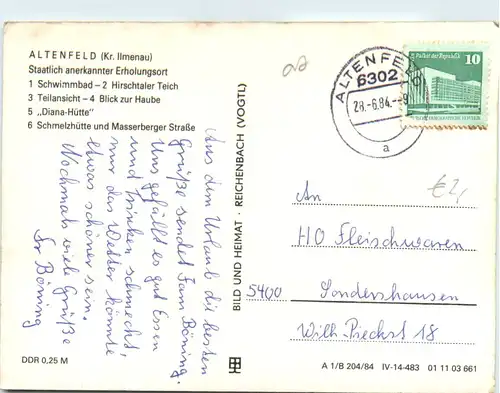 ALTENFELD (Kr. Ilmenau)
Staatlich anerkannter Erholungsort
1 Schwimmbad – 2 Hirschtaler Teich
3 Teilansicht – 4 Blick zur Haube
5 „Diana-Hütte"
6 Schmelzhütte und Masserberger Straße
Aus dem Urlaub die besten
Grüße sendet Fam. Böning.
Uns gefällt es gut Essen
und trinken schmeckt,
nur das Wetter könnte
etwas schöner sein.
Nochmals viele Grüße
Böning
DDR 0,25 M
BILD UND HEIMAT · REICHENBACH (VOGTL)
ALTENFELD
6302
28.-6.84.
a
Palast der Republik
10
€2,
An
HO Fleischwaren
5400 Sondershausen
Wilh. Pieckst 18
A 1/B 204/84 IV-14-483 01 11 03 661